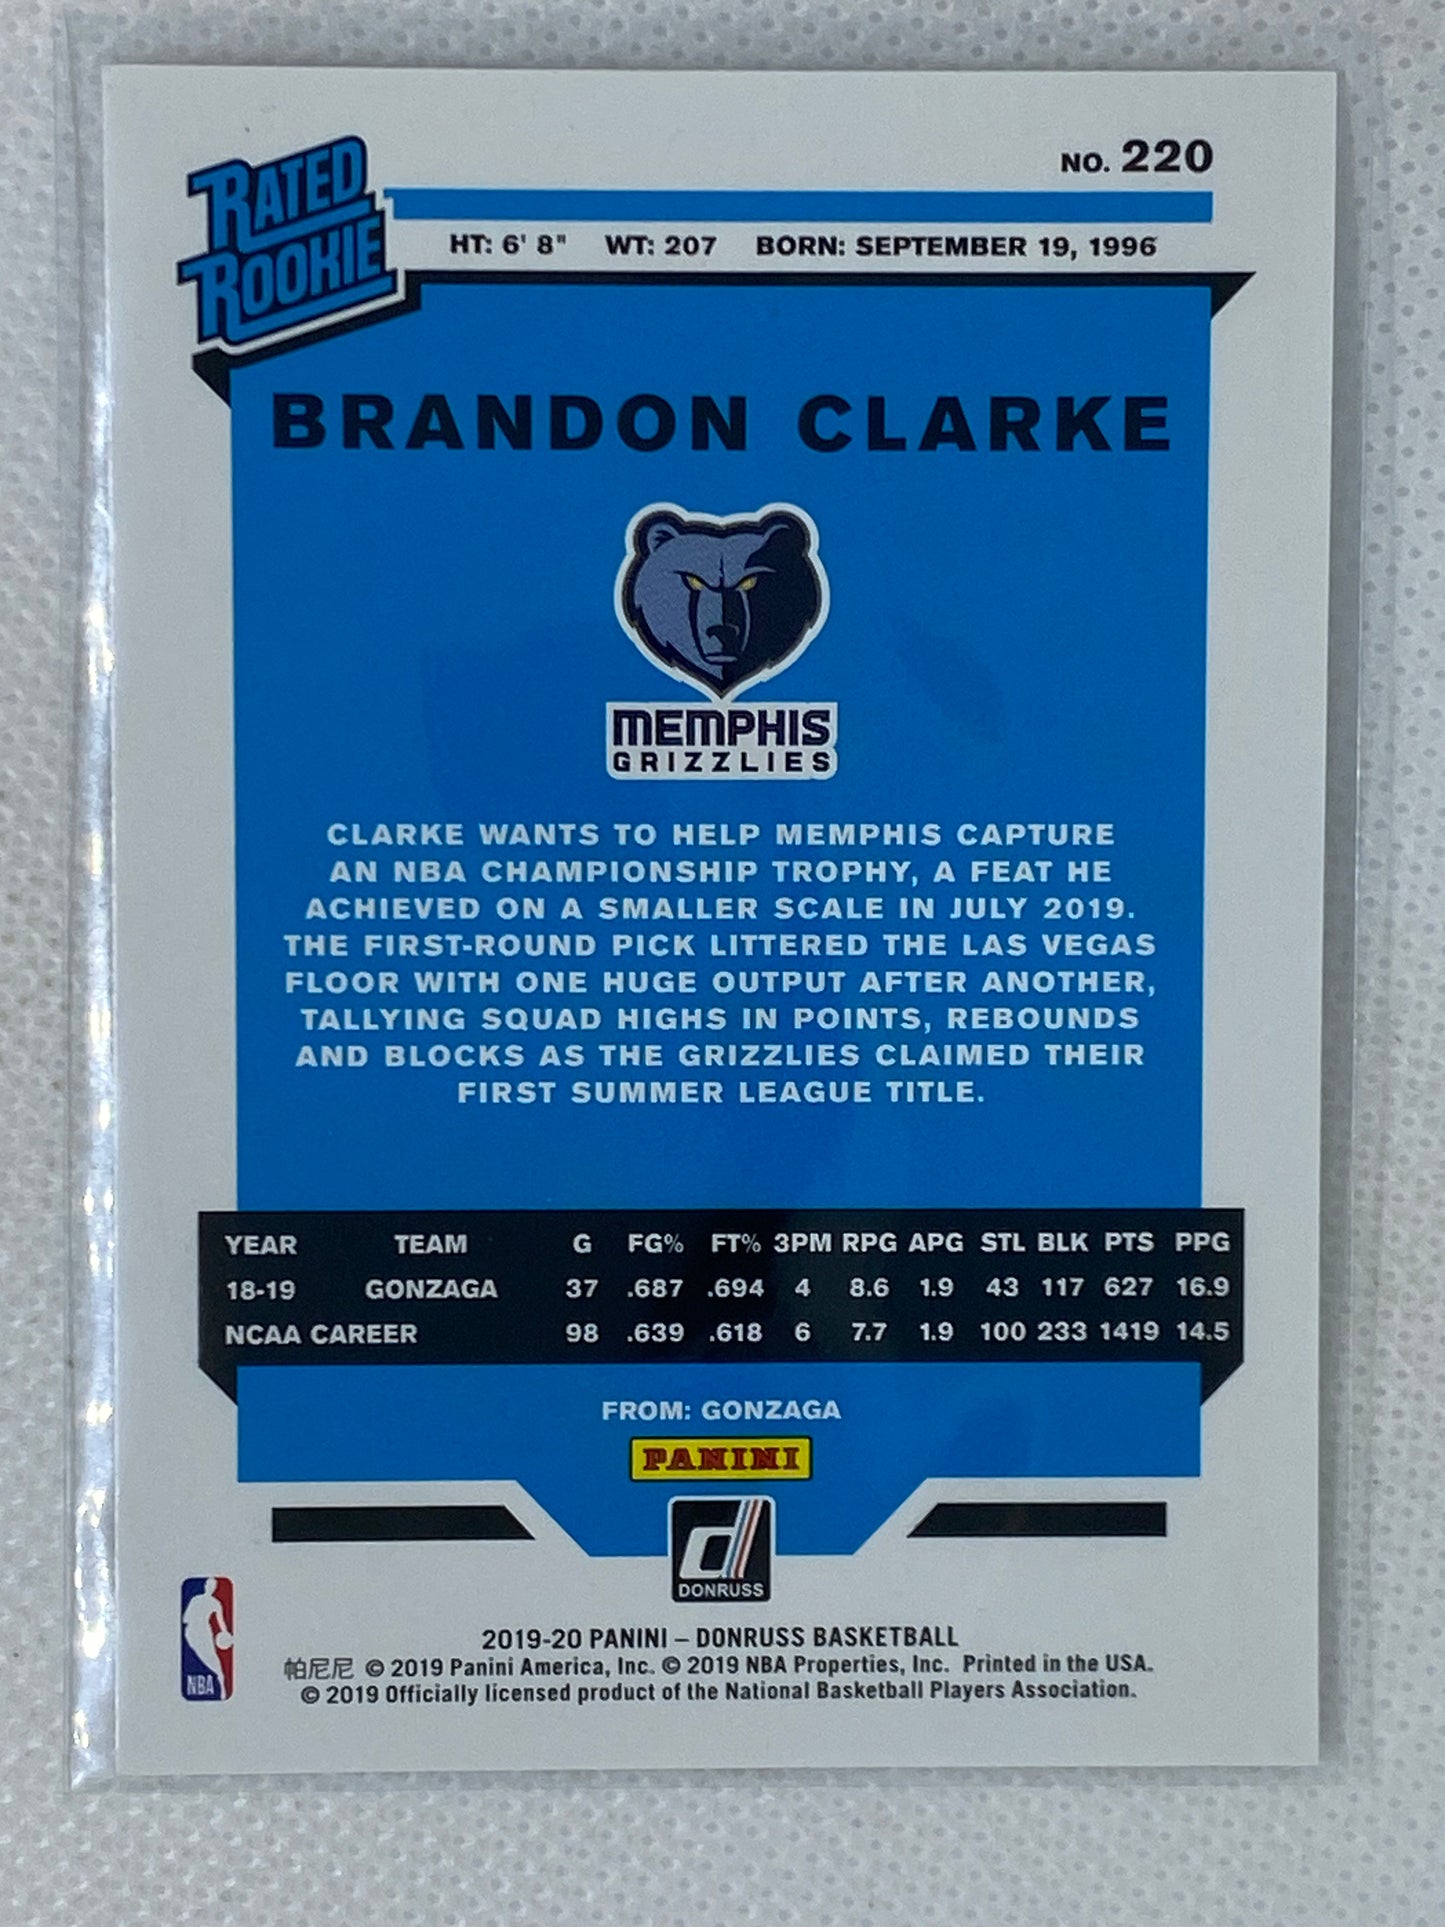 RATED
ROOKIE
NO. 220
HT: 6' 8" WT: 207 BORN: SEPTEMBER 19, 1996
BRANDON CLARKE
MEMPHIS
GRIZZLIES
CLARKE WANTS TO HELP MEMPHIS CAPTURE
AN NBA CHAMPIONSHIP TROPHY, A FEAT HE
ACHIEVED ON A SMALLER SCALE IN JULY 2019.
THE FIRST-ROUND PICK LITTERED THE LAS VEGAS
FLOOR WITH ONE HUGE OUTPUT AFTER ANOTHER,
TALLYING SQUAD HIGHS IN POINTS, REBOUNDS
AND BLOCKS AS THE GRIZZLIES CLAIMED THEIR
FIRST SUMMER LEAGUE TITLE.
YEAR TEAM G FG% FT% 3PM RPG APG STL BLK PTS PPG
18-19 GONZAGA 37 .687 .694 4 8.6 1.9 43 117 627 16.9
NCAA CAREER 98 .639 .618 6 7.7 1.9 100 233 1419 14.5
FROM: GONZAGA
PANINI
d
DONRUSS
NBA
2019-20 PANINI – DONRUSS BASKETBALL
帕尼尼 © 2019 Panini America, Inc. © 2019 NBA Properties, Inc. Printed in the USA.
© 2019 Officially licensed product of the National Basketball Players Association.